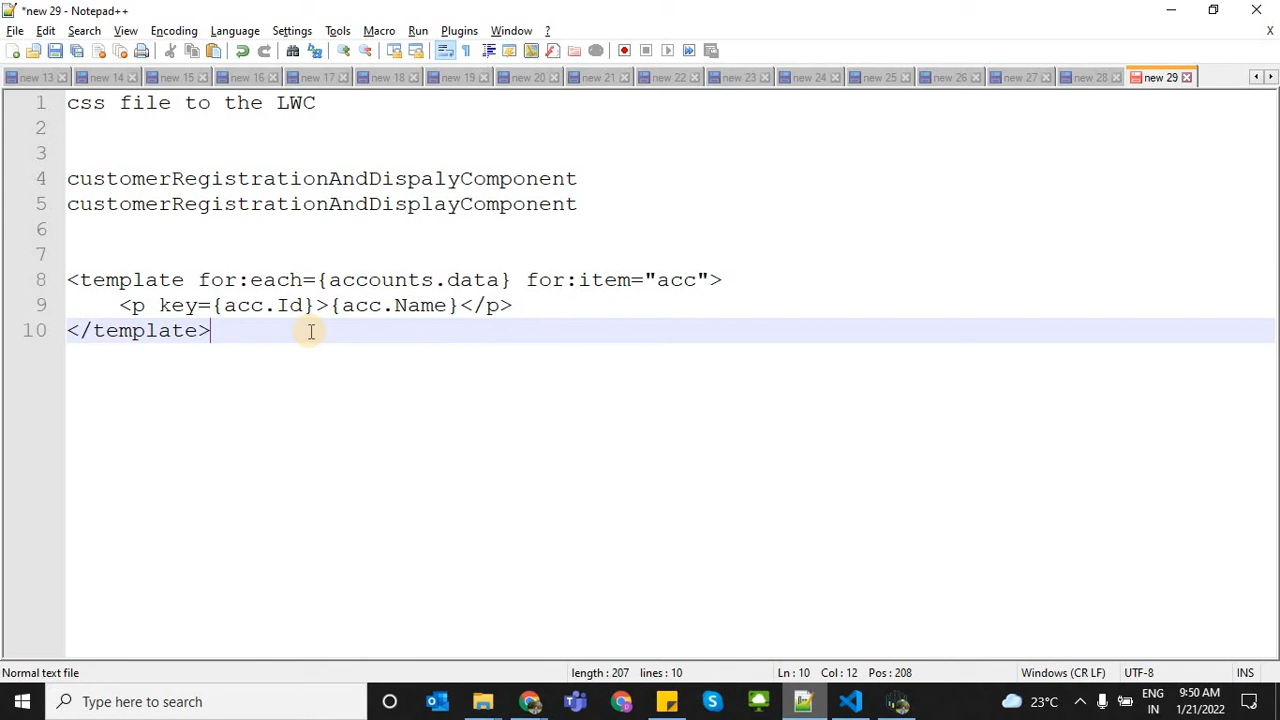 *new 29 - Notepad++
File Edit Search View Encoding Language Settings Tools Macro Run Plugins Window ? X
new 13 new 14 new 15 new 16 new 17 new 18 new 19 new 20 new 21 new 22 new 23 new 24 new 25 new 26 new 27 new 28 new 29
1 css file to the LWC
2
3
4 customerRegistrationAndDispalyComponent
5 customerRegistrationAndDisplayComponent
6
7
8 <template for:each={accounts.data} for:item="acc">
9 <p key={acc.Id}>{acc.Name}</p>
10 </template>
Normal text file length : 207 lines : 10 Ln : 10 Col : 12 Pos : 208 Windows (CR LF) UTF-8 INS
Type here to search 23°C ENG 9:50 AM
IN 1/21/2022